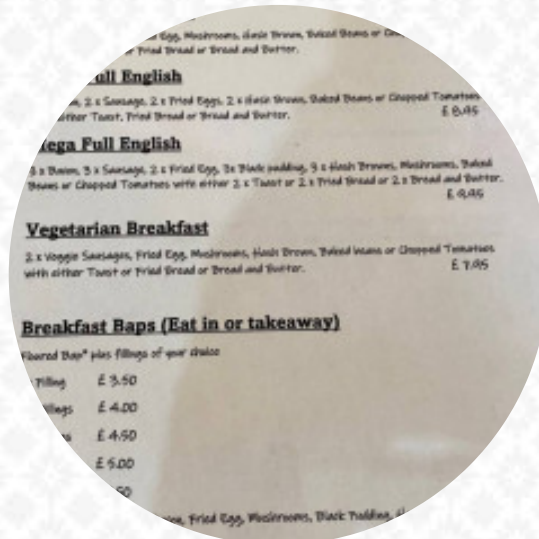 Egg, Mushrooms, Hash Brown, Baked Beans or
Fried Bread or Bread and Butter.
Full English
2 x Sausage, 2 x Fried Eggs, 2 x Hash Brown, Baked Beans or Chopped Tomatoes
either Toast, Fried Bread or Bread and Butter.
£ 8.95
Mega Full English
3 x Bacon, 3 x Sausage, 2 x Fried Egg, 3x Black pudding, 3 x Hash Browns, Mushrooms, Baked
Beans or Chopped Tomatoes with either 2 x Toast or 2 x Fried Bread or 2 x Bread and Butter.
£ 9.95
Vegetarian Breakfast
2 x Veggie Sausages, Fried Egg, Mushrooms, Hash Brown, Baked beans or Chopped Tomatoes
with either Toast or Fried Bread or Bread and Butter.
£ 7.95
Breakfast Baps (Eat in or takeaway)
Floured Bap* plus fillings of your choice
Filling £ 3.50
£ 4.00
£ 4.50
£ 5.00
Fried Egg, Mushrooms, Black Pudding,